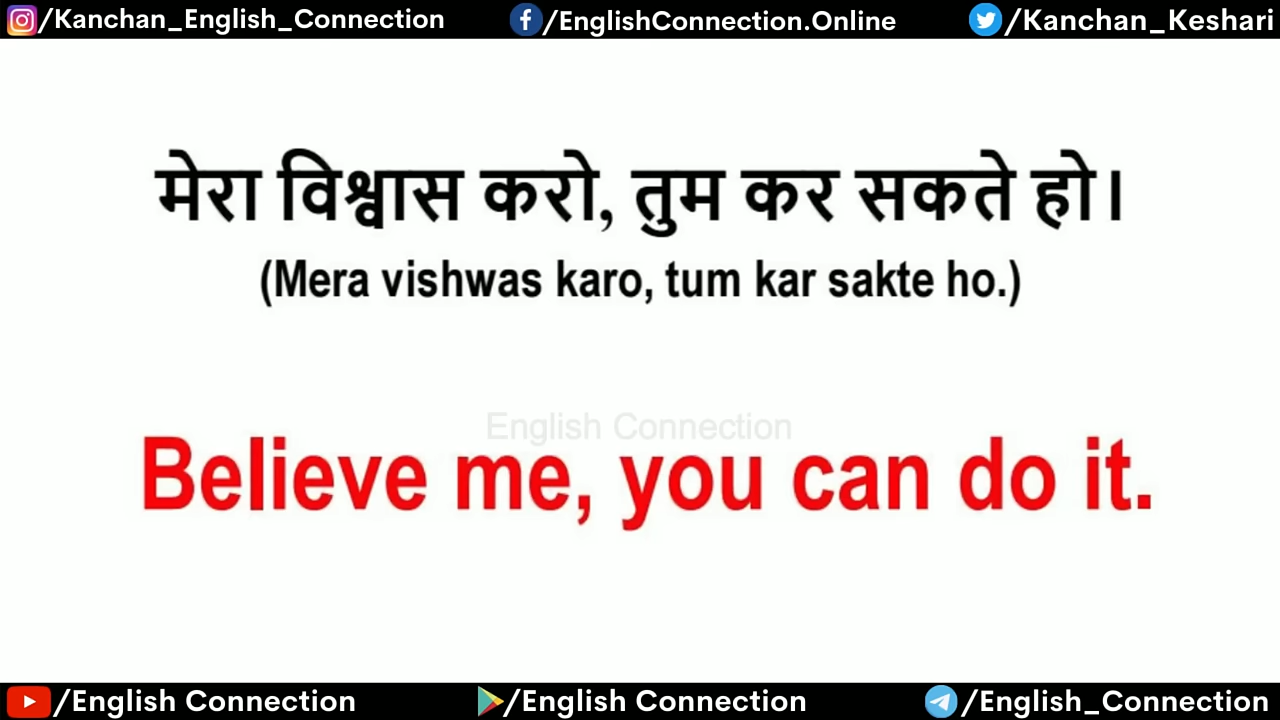 /Kanchan_English_Connection /EnglishConnection.Online /Kanchan_Keshari
मेरा विश्वास करो, तुम कर सकते हो।
(Mera vishwas karo, tum kar sakte ho.)
English Connection
Believe me, you can do it.
/English Connection /English Connection /English_Connection